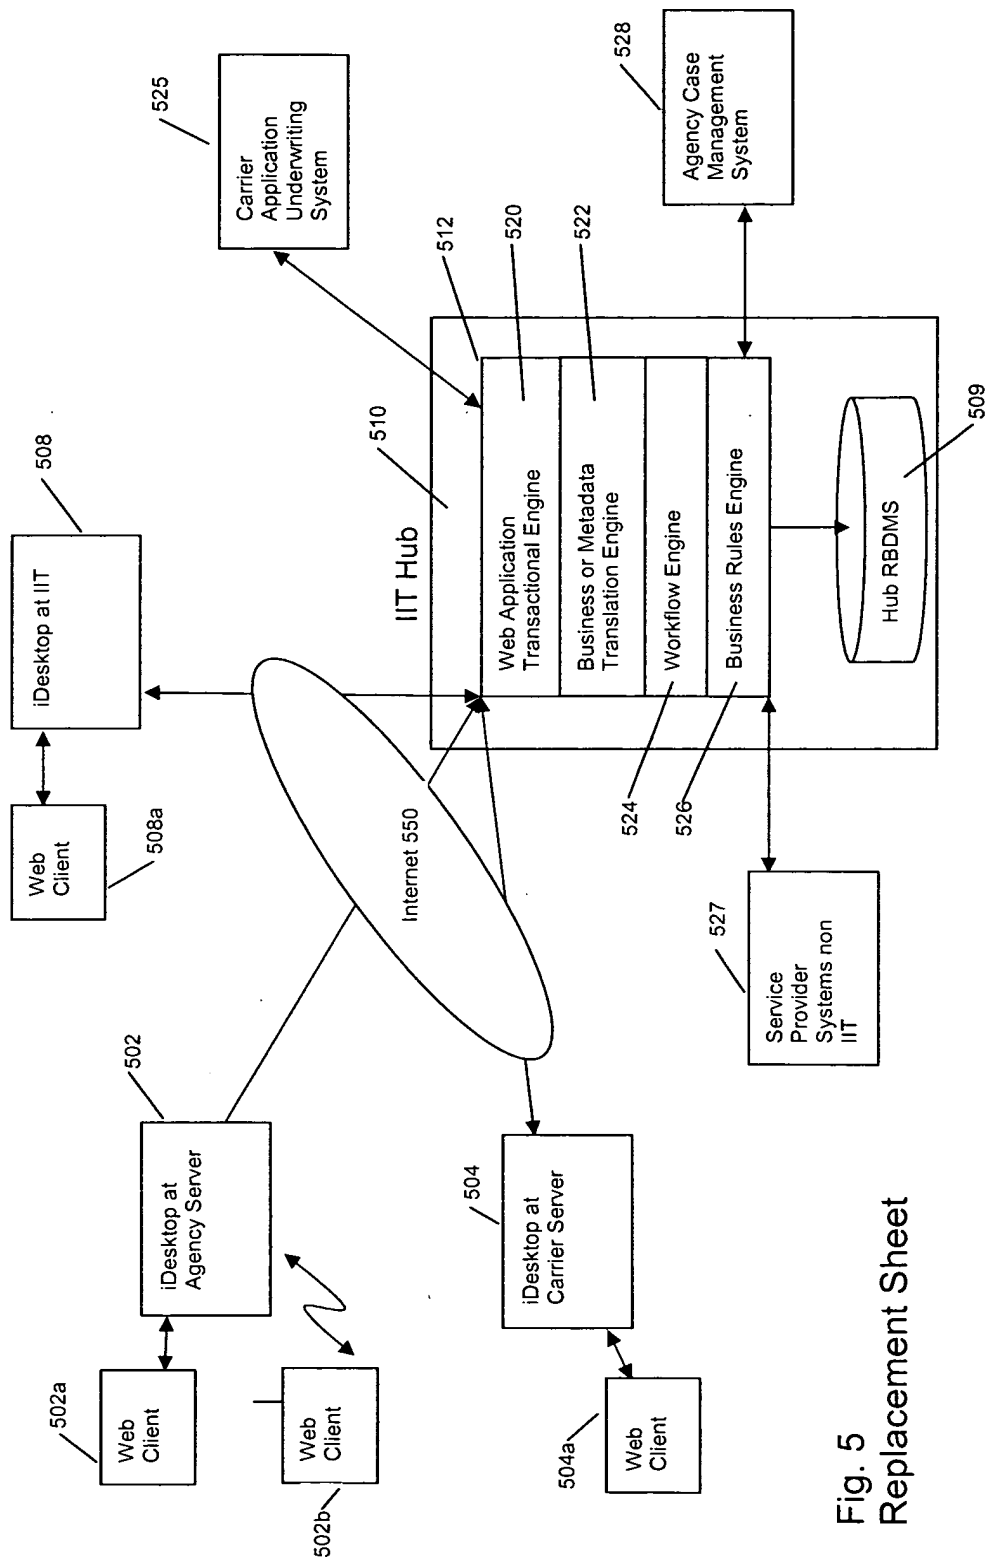 508
Web
Client
508a
iDesktop at IIT
525
Carrier
Application
Underwriting
System
502
iDesktop at
Agency Server
502a
Web
Client
Web
Client
502b
Internet 550
IIT Hub
510
512
Web Application
Transactional Engine
520
Business or Metadata
Translation Engine
522
Workflow Engine
524
Business Rules Engine
526
Hub RBDMS
509
528
Agency Case
Management
System
504
iDesktop at
Carrier Server
504a
Web
Client
527
Service
Provider
Systems non
IIT
Fig. 5
Replacement Sheet